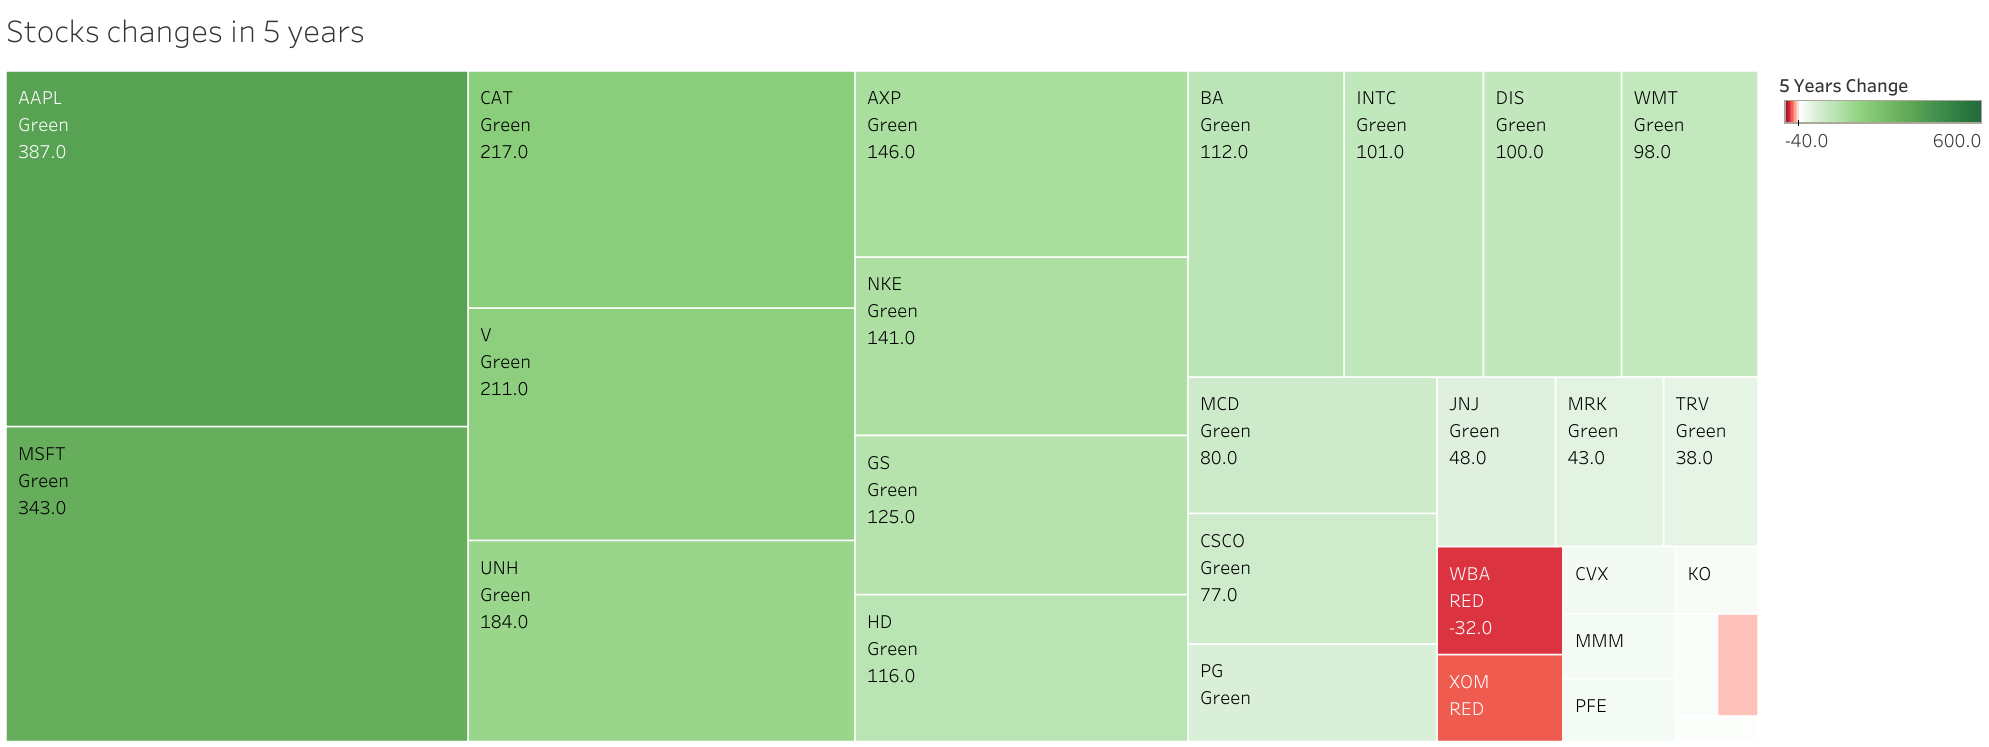 Stocks changes in 5 years
AAPL
Green
387.0
MSFT
Green
343.0
CAT
Green
217.0
V
Green
211.0
UNH
Green
184.0
AXP
Green
146.0
NKE
Green
141.0
GS
Green
125.0
HD
Green
116.0
BA
Green
112.0
INTC
Green
101.0
DIS
Green
100.0
WMT
Green
98.0
MCD
Green
80.0
CSCO
Green
77.0
PG
Green
JNJ
Green
48.0
MRK
Green
43.0
TRV
Green
38.0
WBA
RED
-32.0
XOM
RED
CVX
MMM
PFE
KO
5 Years Change
-40.0 600.0